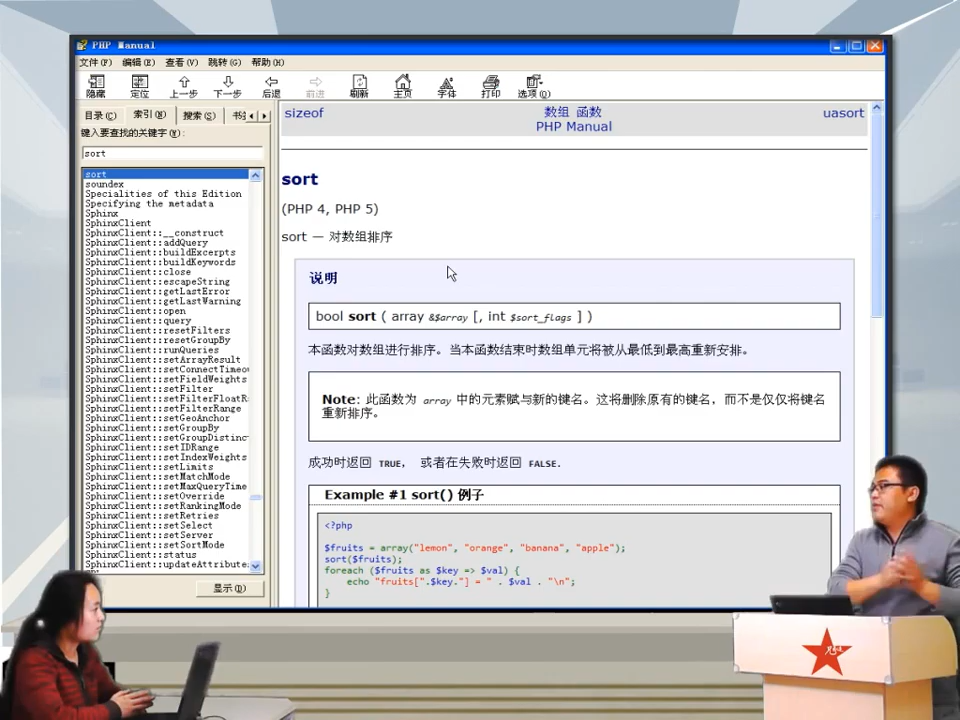 PHP Manual
文件(F) 编辑(E) 查看(V) 跳转(G) 帮助(H)
隐藏 定位 上一步 下一步 后退 前进 刷新 主页 字体 打印 选项(O)
目录(C) 索引(N) 搜索(S)
键入要查找的关键字(W):
sort
sort
soundex
Specialities of this Edition
Specifying the metadata
Sphinx
SphinxClient
SphinxClient::__construct
SphinxClient::addQuery
SphinxClient::buildExcerpts
SphinxClient::buildKeywords
SphinxClient::close
SphinxClient::escapeString
SphinxClient::getLastError
SphinxClient::getLastWarning
SphinxClient::open
SphinxClient::query
SphinxClient::resetFilters
SphinxClient::resetGroupBy
SphinxClient::runQueries
SphinxClient::setArrayResult
SphinxClient::setConnectTimeo
SphinxClient::setFieldWeights
SphinxClient::setFilter
SphinxClient::setFilterFloatR
SphinxClient::setFilterRange
SphinxClient::setGeoAnchor
SphinxClient::setGroupBy
SphinxClient::setGroupDistinc
SphinxClient::setIDRange
SphinxClient::setIndexWeights
SphinxClient::setLimits
SphinxClient::setMatchMode
SphinxClient::setMaxQueryTime
SphinxClient::setOverride
SphinxClient::setRankingMode
SphinxClient::setRetries
SphinxClient::setSelect
SphinxClient::setServer
SphinxClient::setSortMode
SphinxClient::status
SphinxClient::updateAttribute
显示(D)
sizeof 数组 函数 uasort
PHP Manual
sort
(PHP 4, PHP 5)
sort — 对数组排序
说明
bool sort ( array &$array [, int $sort_flags ] )
本函数对数组进行排序。当本函数结束时数组单元将被从最低到最高重新安排。
Note: 此函数为 array 中的元素赋与新的键名。这将删除原有的键名，而不是仅仅将键名
重新排序。
成功时返回 TRUE， 或者在失败时返回 FALSE.
Example #1 sort() 例子
<?php
$fruits = array("lemon", "orange", "banana", "apple");
sort($fruits);
foreach ($fruits as $key => $val) {
echo "fruits[".$key."] = " . $val . "\n";
}